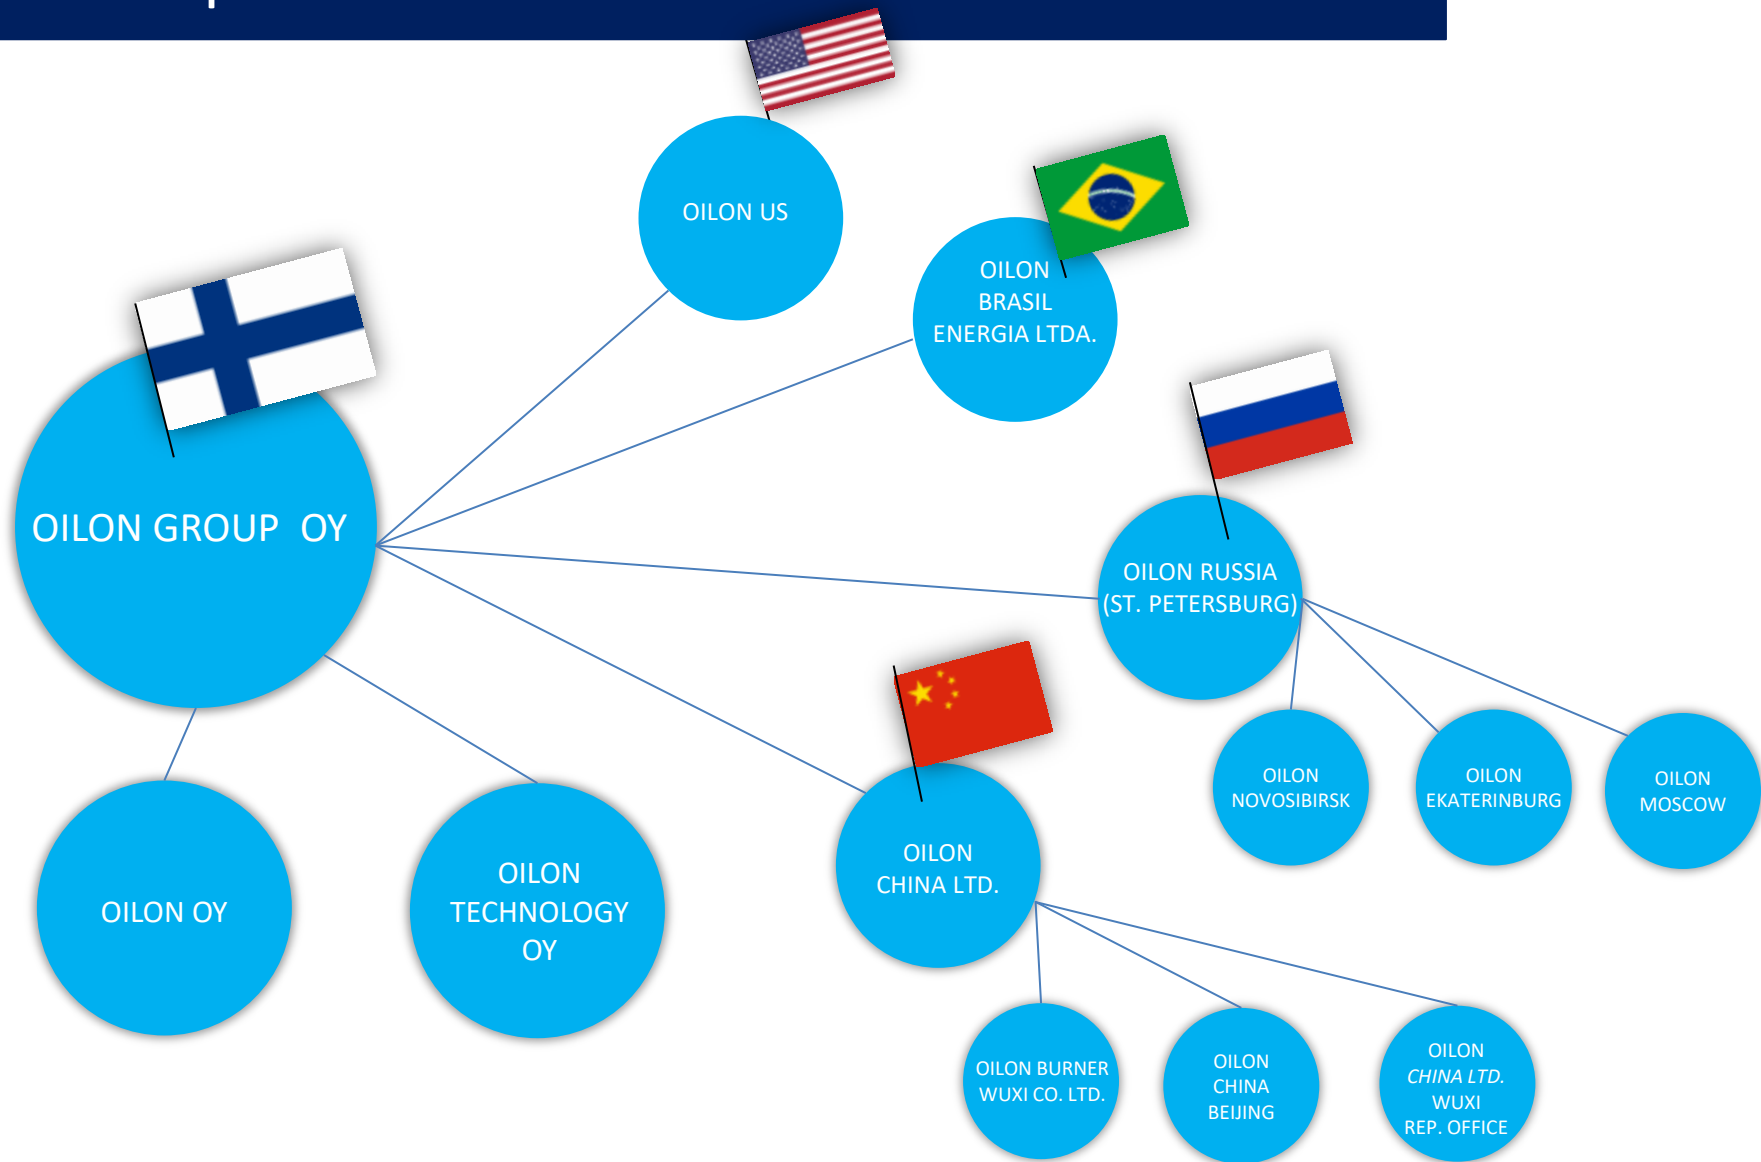 OILON US
OILON
BRASIL
ENERGIA LTDA.
OILON GROUP OY
OILON RUSSIA
(ST. PETERSBURG)
OILON
NOVOSIBIRSK
OILON
EKATERINBURG
OILON
MOSCOW
OILON
CHINA LTD.
OILON OY
OILON
TECHNOLOGY
OY
OILON BURNER
WUXI CO. LTD.
OILON
CHINA
BEIJING
OILON
CHINA LTD.
WUXI
REP. OFFICE